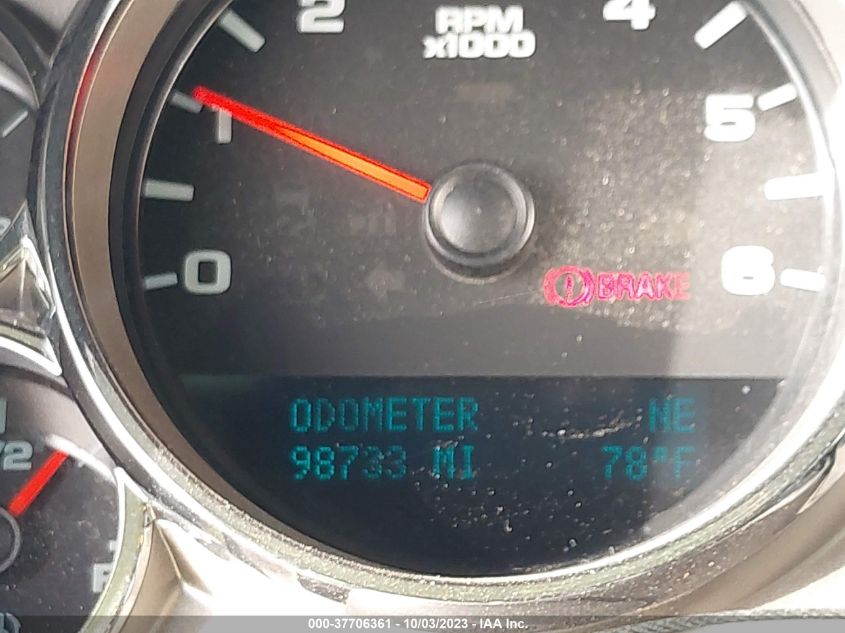 2
4
RPM
x1000
1
5
0
6
BRAKE
ODOMETER NE
98733 MI 78°F
000-37706361 - 10/03/2023 - IAA Inc.